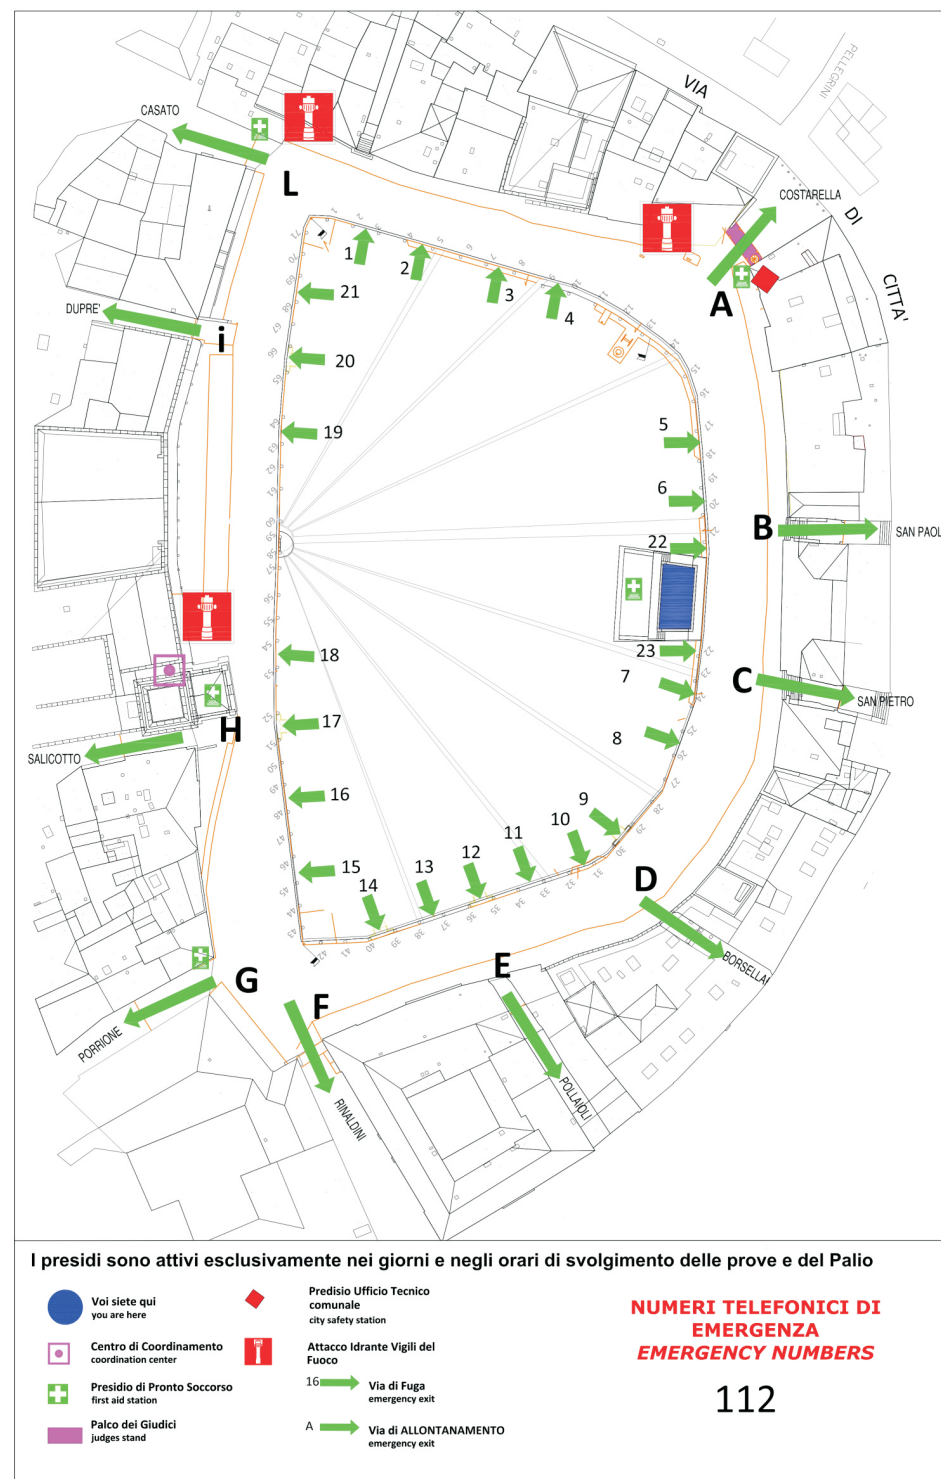 VIA
PELLEGRINI
CASATO
COSTARELLA
DI
CITTA'
L
A
1
2
3
4
21
DUPRE'
i
20
19
5
6
B
SAN PAOL
22
18
23
7
C
SAN PIETRO
17
H
8
SALICOTTO
16
9
10
11
12
13
14
15
D
BORSELLAI
E
G
F
PORRIONE
POLLAIOLI
RINALDINI
I presidi sono attivi esclusivamente nei giorni e negli orari di svolgimento delle prove e del Palio
Voi siete qui
you are here
Centro di Coordinamento
coordination center
Presidio di Pronto Soccorso
first aid station
Palco dei Giudici
judges stand
Predisio Ufficio Tecnico
comunale
city safety station
Attacco Idrante Vigili del
Fuoco
16
Via di Fuga
emergency exit
A
Via di ALLONTANAMENTO
emergency exit
NUMERI TELEFONICI DI
EMERGENZA
EMERGENCY NUMBERS
112